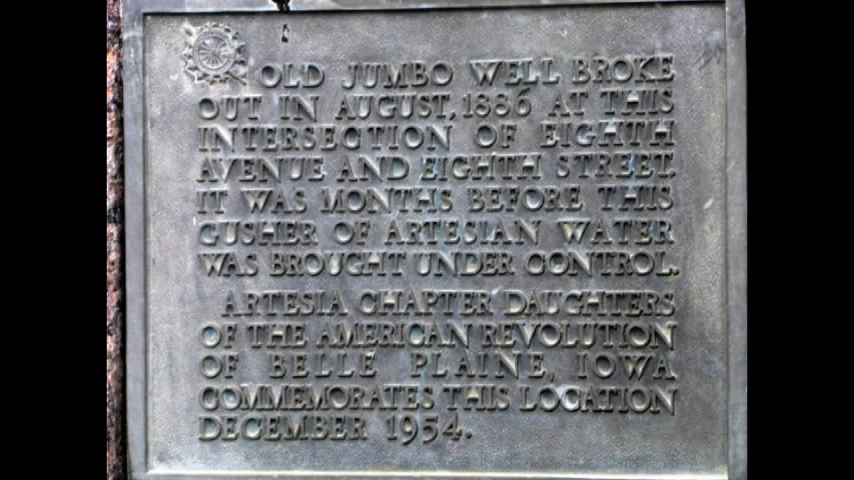 OLD JUMBO WELL BROKE
OUT IN AUGUST, 1886 AT THIS
INTERSECTION OF EIGHTH
AVENUE AND EIGHTH STREET.
IT WAS MONTHS BEFORE THIS
GUSHER OF ARTESIAN WATER
WAS BROUGHT UNDER CONTROL.
ARTESIA CHAPTER DAUGHTERS
OF THE AMERICAN REVOLUTION
OF BELLE PLAINE, IOWA
COMMEMORATES THIS LOCATION
DECEMBER 1954.